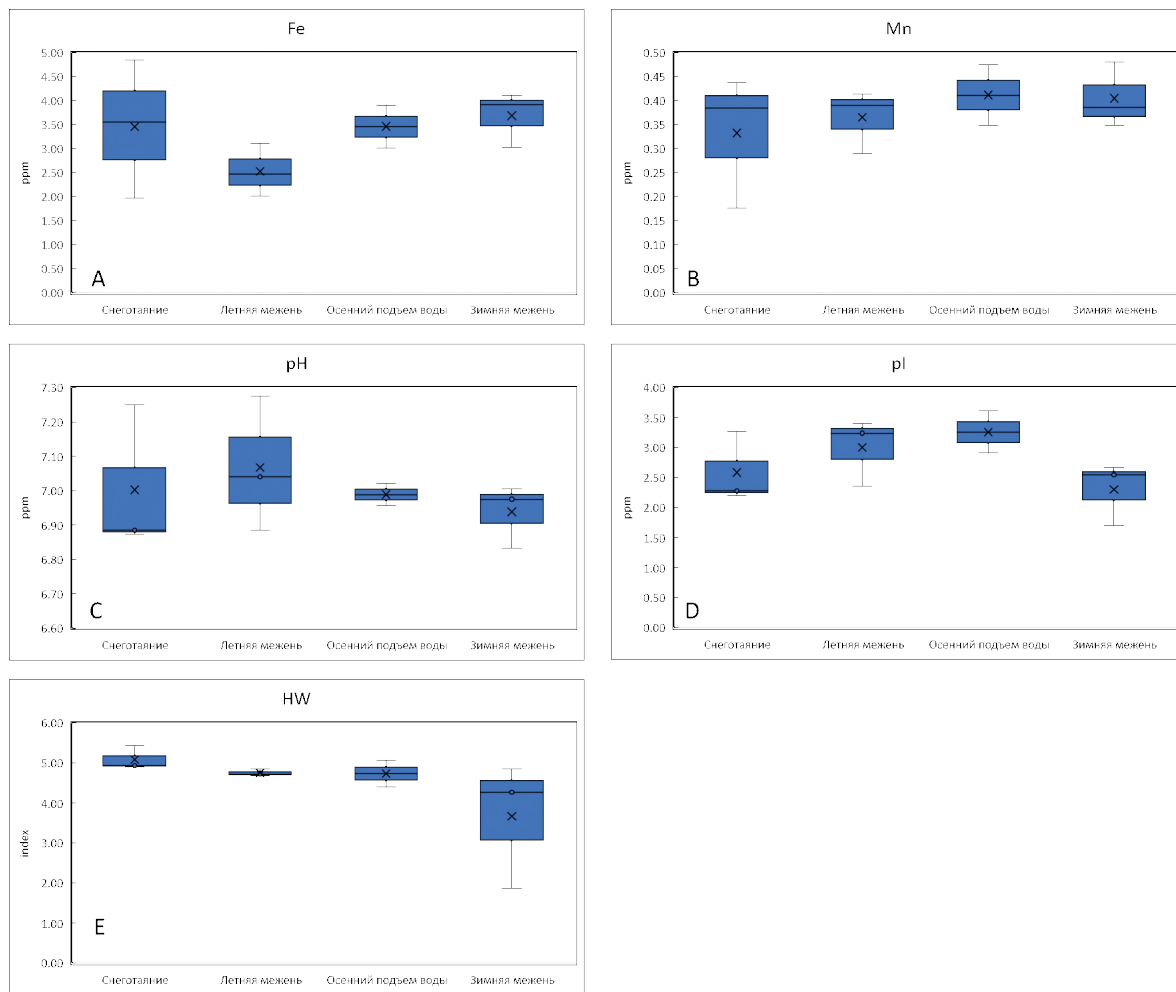 Fe
5.00
4.50
4.00
3.50
3.00
2.50
2.00
1.50
1.00
0.50
0.00
ppm
A
Снеготаяние Летняя межень Осенний подъем воды Зимняя межень
Mn
0.50
0.45
0.40
0.35
0.30
0.25
0.20
0.15
0.10
0.05
0.00
ppm
B
Снеготаяние Летняя межень Осенний подъем воды Зимняя межень
pH
7.30
7.20
7.10
7.00
6.90
6.80
6.70
6.60
ppm
C
Снеготаяние Летняя межень Осенний подъем воды Зимняя межень
pI
4.00
3.50
3.00
2.50
2.00
1.50
1.00
0.50
0.00
ppm
D
Снеготаяние Летняя межень Осенний подъем воды Зимняя межень
HW
6.00
5.00
4.00
3.00
2.00
1.00
0.00
index
E
Снеготаяние Летняя межень Осенний подъем воды Зимняя межень